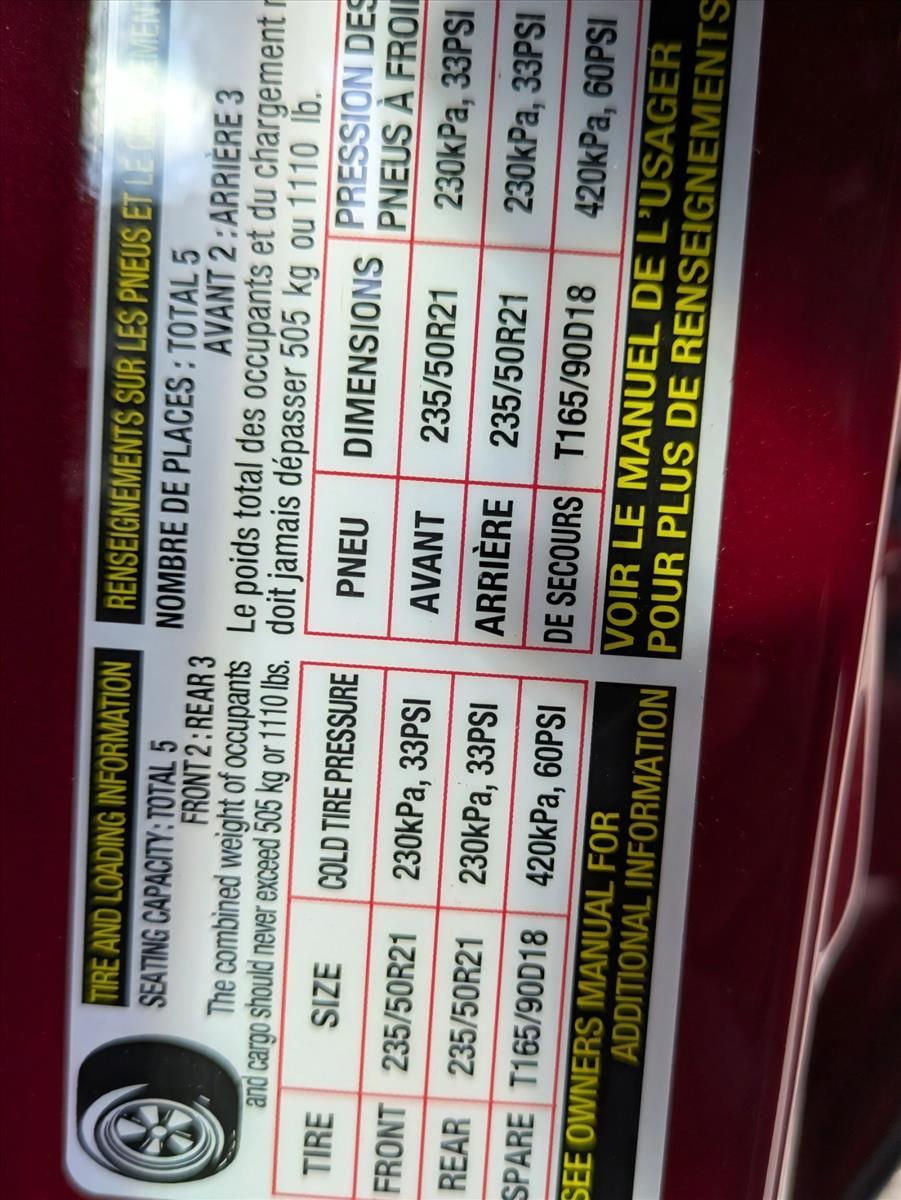 TIRE AND LOADING INFORMATION
SEATING CAPACITY: TOTAL 5
FRONT 2 : REAR 3
The combined weight of occupants
and cargo should never exceed 505 kg or 1110 lbs.
TIRE SIZE COLD TIRE PRESSURE
FRONT 235/50R21 230kPa, 33PSI
REAR 235/50R21 230kPa, 33PSI
SPARE T165/90D18 420kPa, 60PSI
SEE OWNERS MANUAL FOR
ADDITIONAL INFORMATION
RENSEIGNEMENTS SUR LES PNEUS ET LE
NOMBRE DE PLACES : TOTAL 5
AVANT 2 : ARRIÈRE 3
Le poids total des occupants et du chargement
doit jamais dépasser 505 kg ou 1110 lb.
PNEU DIMENSIONS PRESSION DES
PNEUS À FROID
AVANT 235/50R21 230kPa, 33PSI
ARRIÈRE 235/50R21 230kPa, 33PSI
DE SECOURS T165/90D18 420kPa, 60PSI
VOIR LE MANUEL DE L'USAGER
POUR PLUS DE RENSEIGNEMENTS